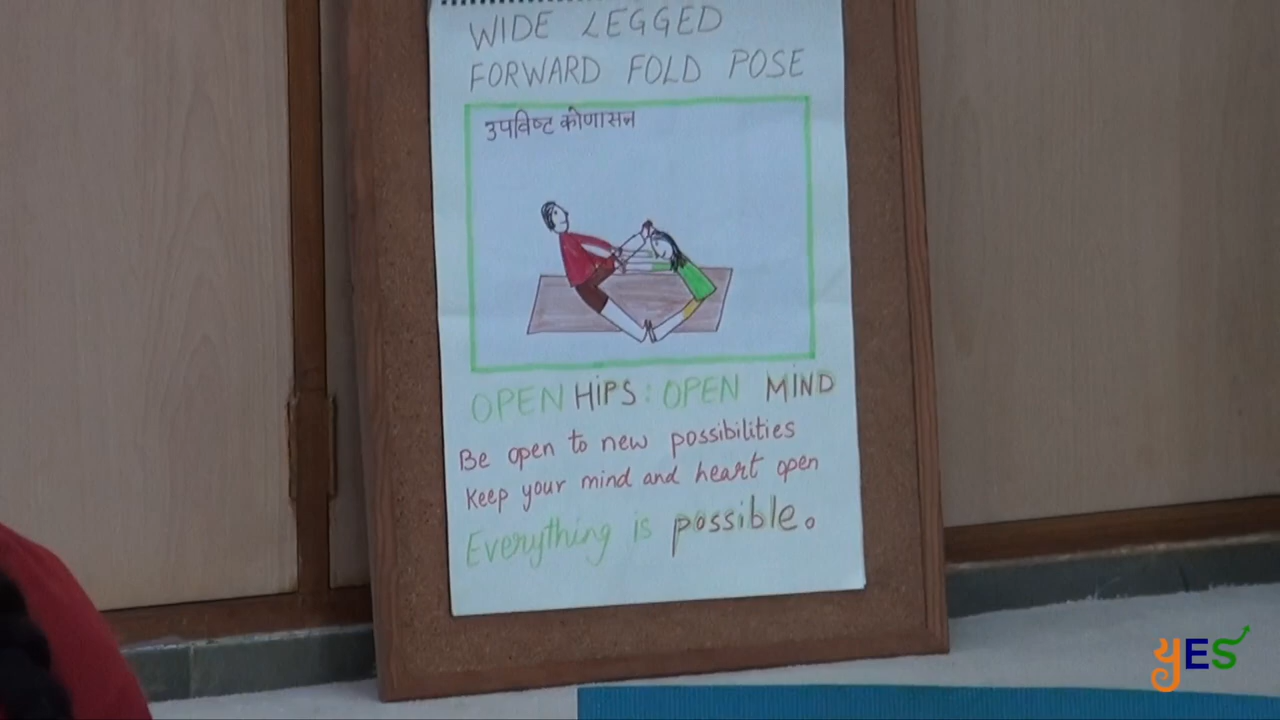 WIDE LEGGED
FORWARD FOLD POSE
उपविष्ट कोणासन
OPEN HIPS : OPEN MIND
Be open to new possibilities
Keep your mind and heart open
Everything is possible.
YES